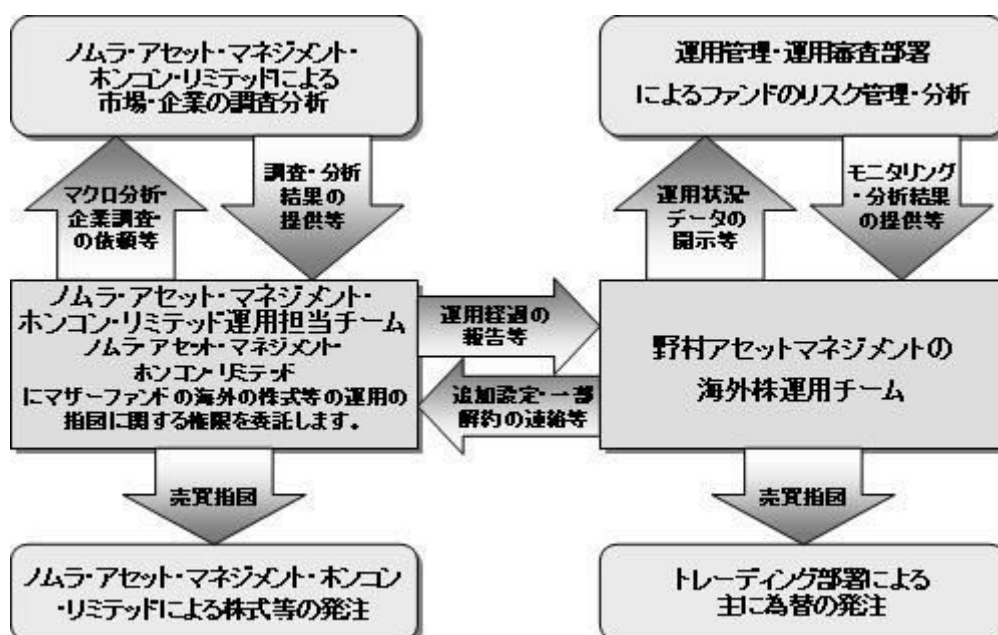 ノムラ・アセット・マネジメント・
ホンコン・リミテッドによる
市場・企業の調査分析
運用管理・運用審査部署
によるファンドのリスク管理・分析
マクロ分析・
企業調査・
の依頼等
調査・分析
結果の
提供等
運用状況・
データの
開示等
モニタリング
・分析結果
の提供等
ノムラ・アセット・マネジメント・
ホンコン・リミテッド運用担当チーム
ノムラ・アセット・マネジメント・
ホンコン・リミテッド
にマザーファンドの海外の株式等の運用の
指図に関する権限を委託します。
運用経過の
報告等
追加設定・一部
解約の連絡等
野村アセットマネジメントの
海外株運用チーム
売買指図
売買指図
ノムラ・アセット・マネジメント・ホンコン
・リミテッドによる株式等の発注
トレーディング部署による
主に為替の発注